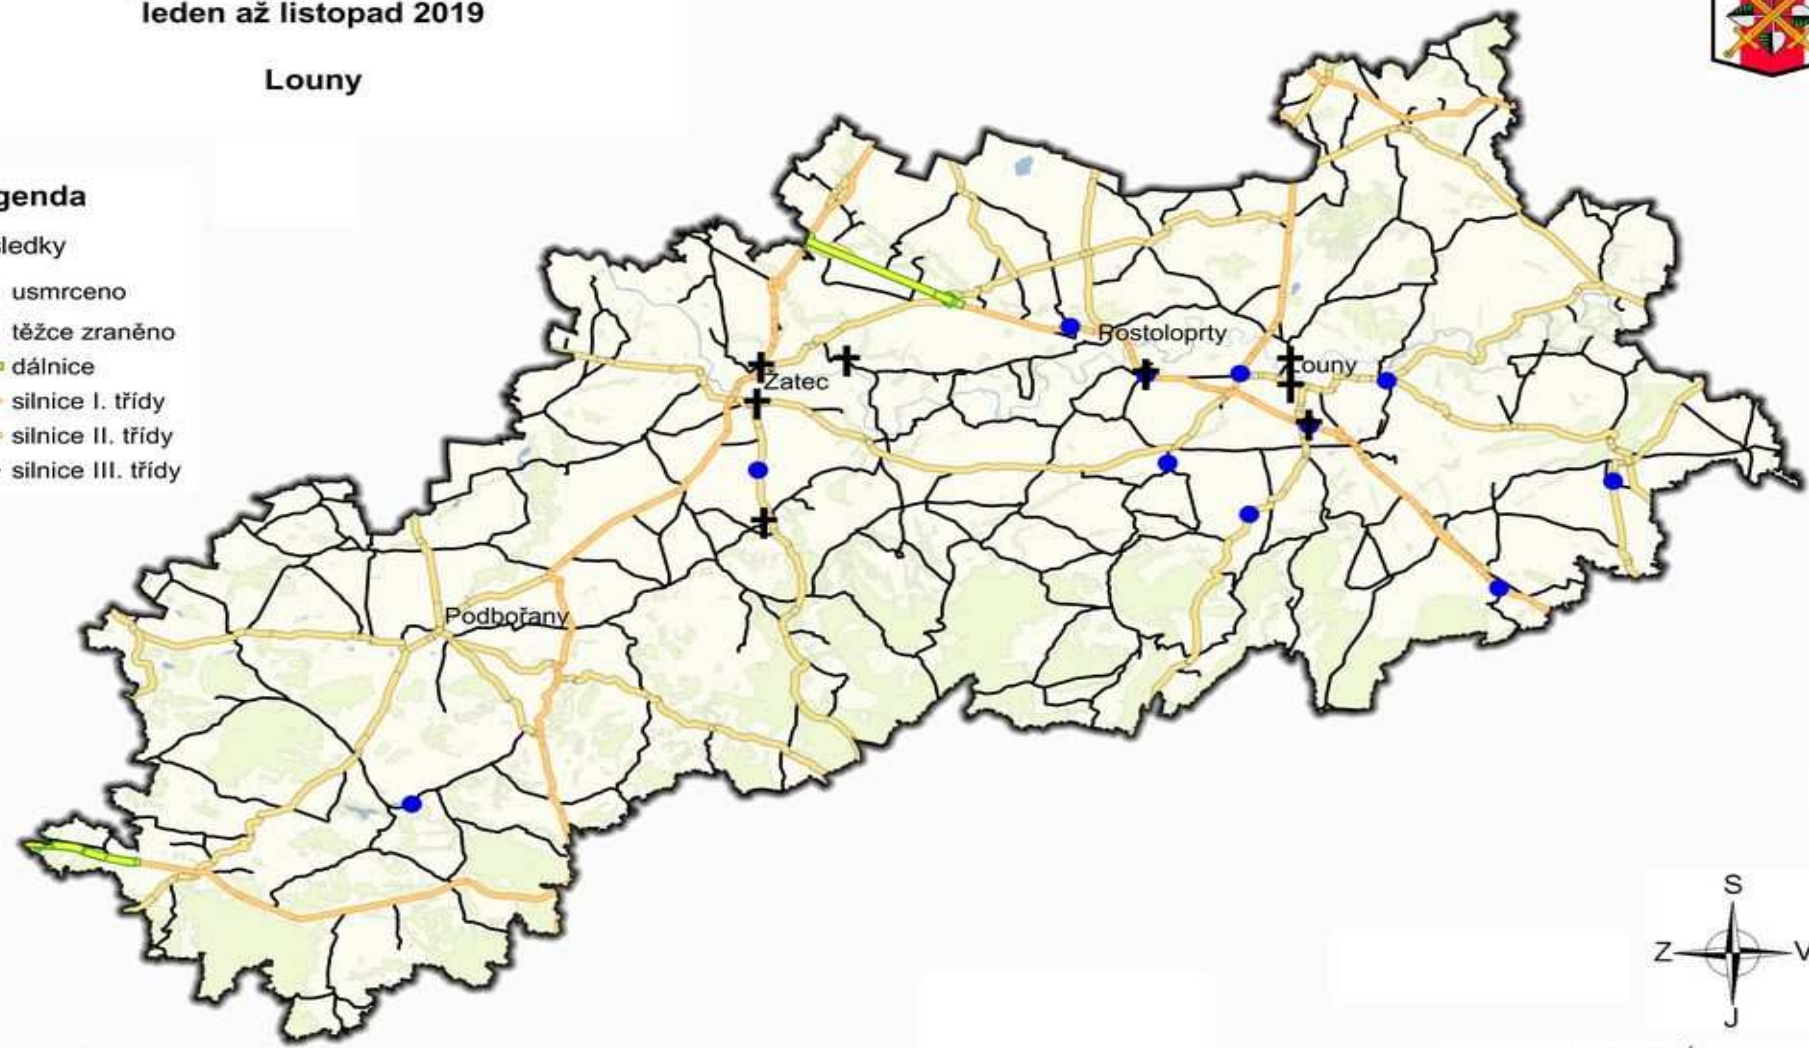 leden až listopad 2019
Louny
genda
ledky
usmrceno
těžce zraněno
dálnice
silnice I. třídy
silnice II. třídy
silnice III. třídy
Postoloprty
Louny
Žatec
Podbořany
S
Z
V
J